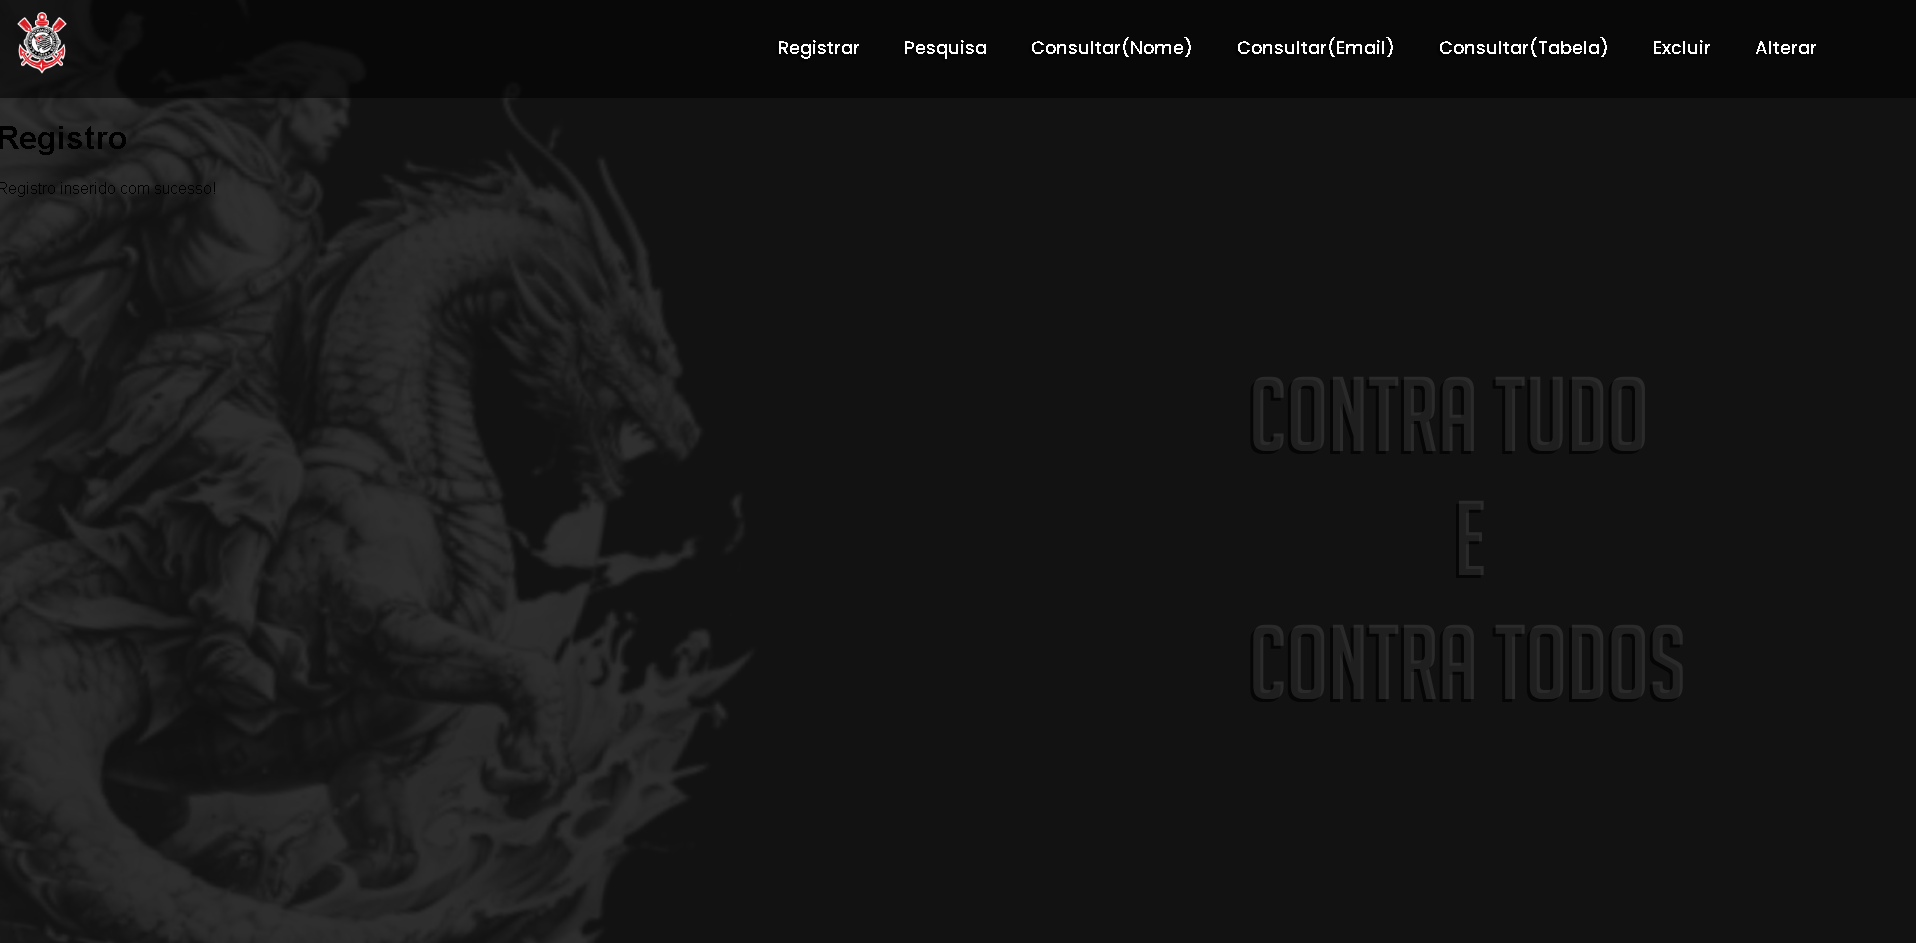 Registrar Pesquisa Consultar(Nome) Consultar(Email) Consultar(Tabela) Excluir Alterar
Registro
Registro inserido com sucesso!
CONTRA TUDO
E
CONTRA TODOS